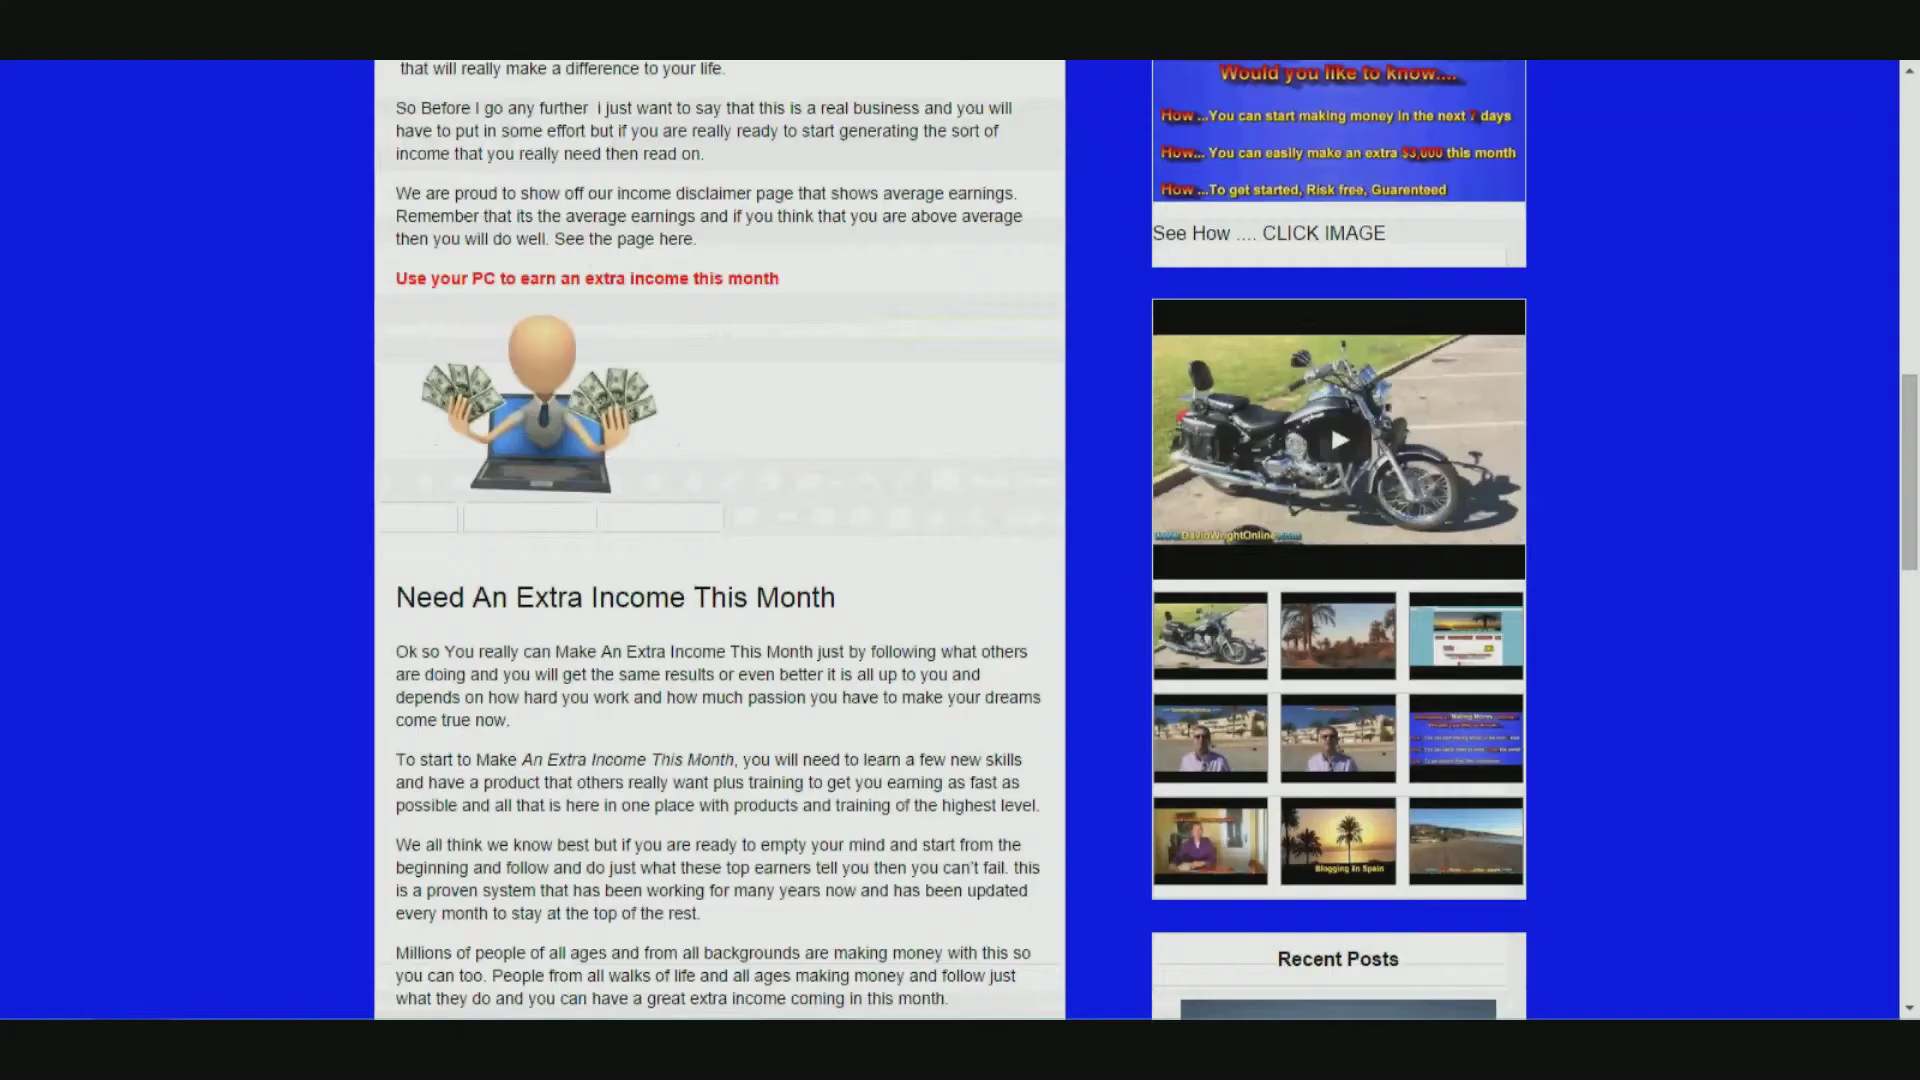 that will really make a difference to your life.
So Before I go any further i just want to say that this is a real business and you will
have to put in some effort but if you are really ready to start generating the sort of
income that you really need then read on.
We are proud to show off our income disclaimer page that shows average earnings.
Remember that its the average earnings and if you think that you are above average
then you will do well. See the page here.
Use your PC to earn an extra income this month
Need An Extra Income This Month
Ok so You really can Make An Extra Income This Month just by following what others
are doing and you will get the same results or even better it is all up to you and
depends on how hard you work and how much passion you have to make your dreams
come true now.
To start to Make An Extra Income This Month, you will need to learn a few new skills
and have a product that others really want plus training to get you earning as fast as
possible and all that is here in one place with products and training of the highest level.
We all think we know best but if you are ready to empty your mind and start from the
beginning and follow and do just what these top earners tell you then you can't fail. this
is a proven system that has been working for many years now and has been updated
every month to stay at the top of the rest.
Millions of people of all ages and from all backgrounds are making money with this so
you can too. People from all walks of life and all ages making money and follow just
what they do and you can have a great extra income coming in this month.
Would you like to know....
How ...You can start making money in the next 7 days
How... You can easily make an extra $3,000 this month
How ...To get started, Risk free, Guarenteed
See How .... CLICK IMAGE
Blogging In Spain
Recent Posts